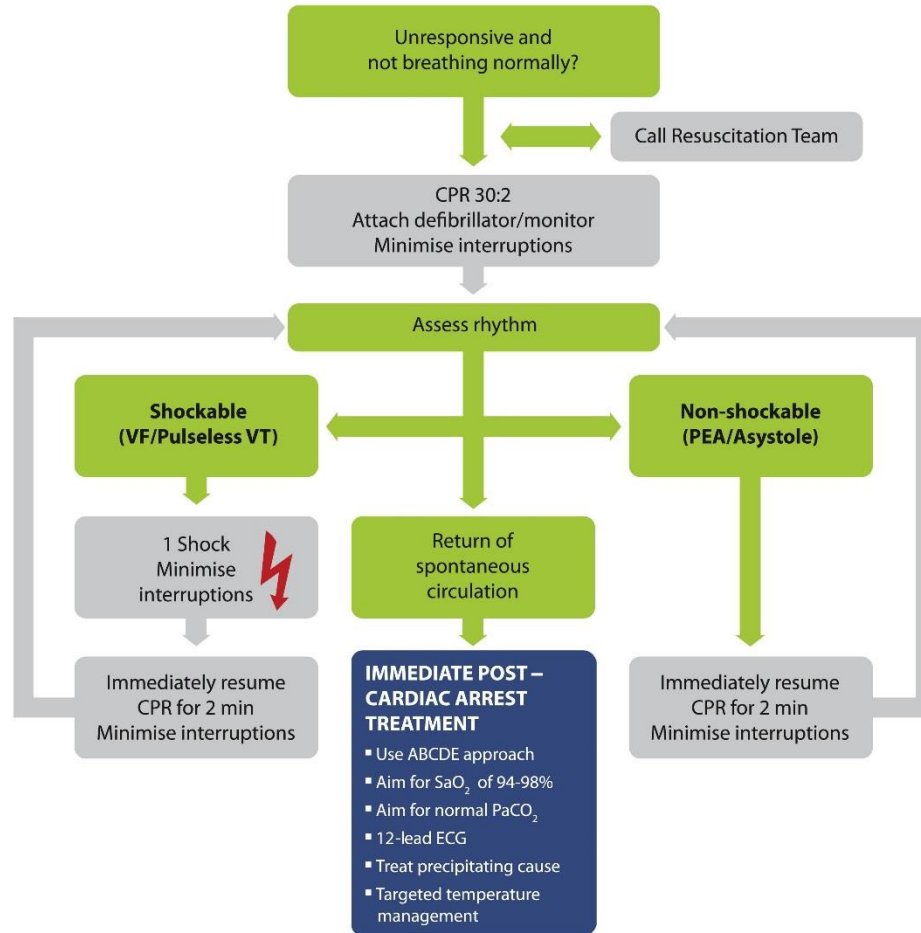 Unresponsive and
not breathing normally?
Call Resuscitation Team
CPR 30:2
Attach defibrillator/monitor
Minimise interruptions
Assess rhythm
Shockable
(VF/Pulseless VT)
Non-shockable
(PEA/Asystole)
1 Shock
Minimise
interruptions
Return of
spontaneous
circulation
Immediately resume
CPR for 2 min
Minimise interruptions
IMMEDIATE POST –
CARDIAC ARREST
TREATMENT
▪ Use ABCDE approach
▪ Aim for SaO₂ of 94-98%
▪ Aim for normal PaCO₂
▪ 12-lead ECG
▪ Treat precipitating cause
▪ Targeted temperature
management
Immediately resume
CPR for 2 min
Minimise interruptions